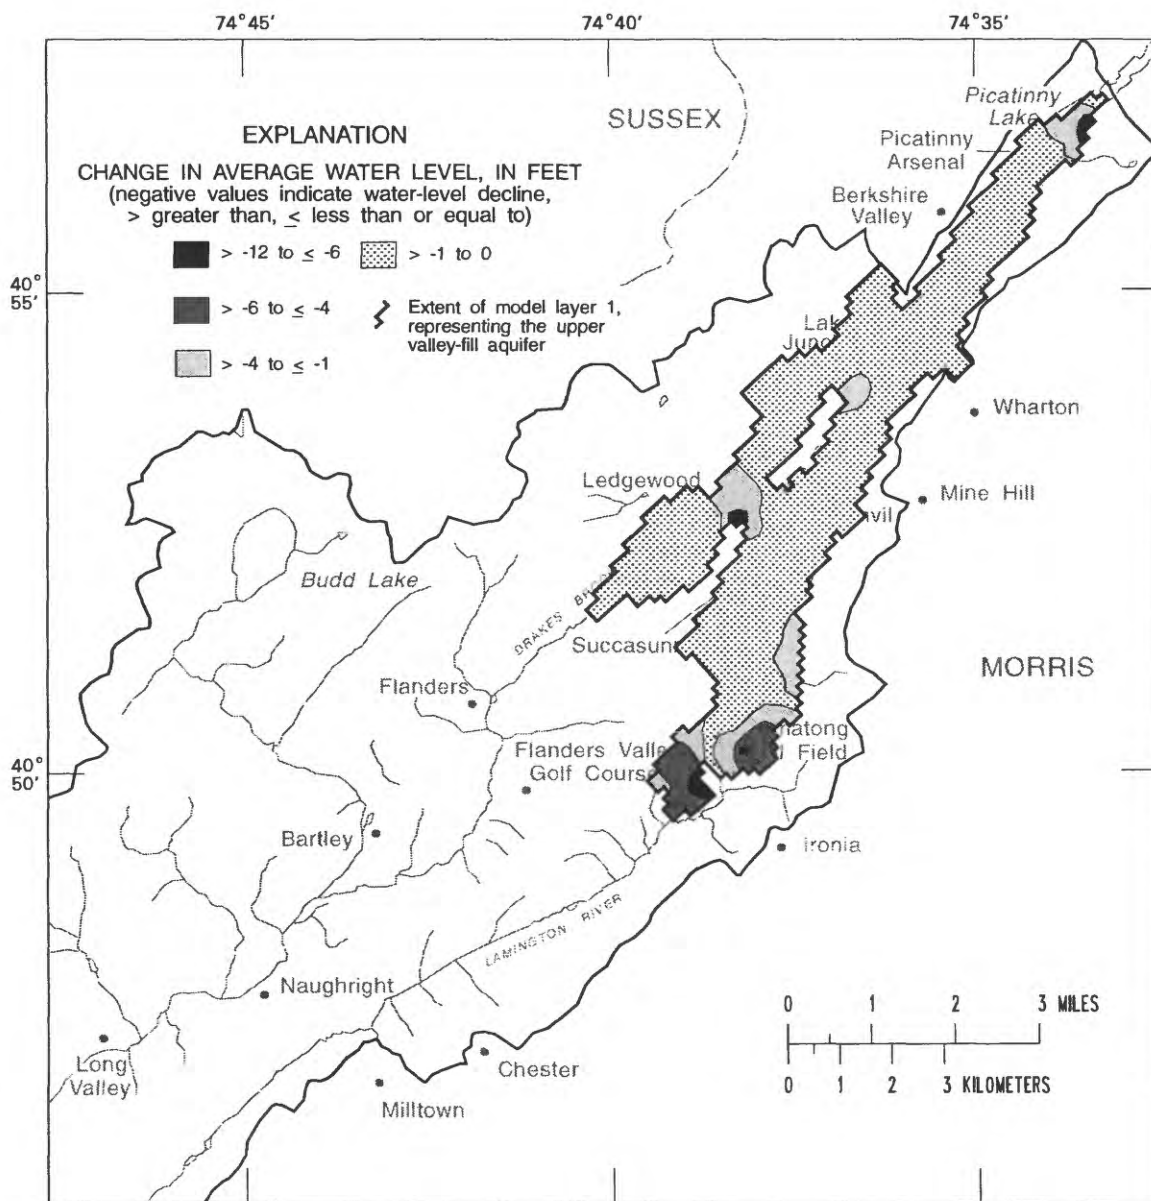 74°45'
74°40'
74°35'
SUSSEX
Picatinny
Lake
Picatinny
Arsenal
Berkshire
Valley
EXPLANATION
CHANGE IN AVERAGE WATER LEVEL, IN FEET
(negative values indicate water-level decline,
> greater than, ≤ less than or equal to)
> -12 to ≤ -6
> -1 to 0
> -6 to ≤ -4
Extent of model layer 1,
representing the upper
valley-fill aquifer
> -4 to ≤ -1
40°
55'
Wharton
Ledgewood
Mine Hill
Budd Lake
DRAKES
Flanders
MORRIS
Field
Flanders
Golf
40°
50'
Bartley
Ironia
LAMINGTON RIVER
Naughright
Long
Valley
Chester
Milltown
0 1 2 3 MILES
0 1 2 3 KILOMETERS